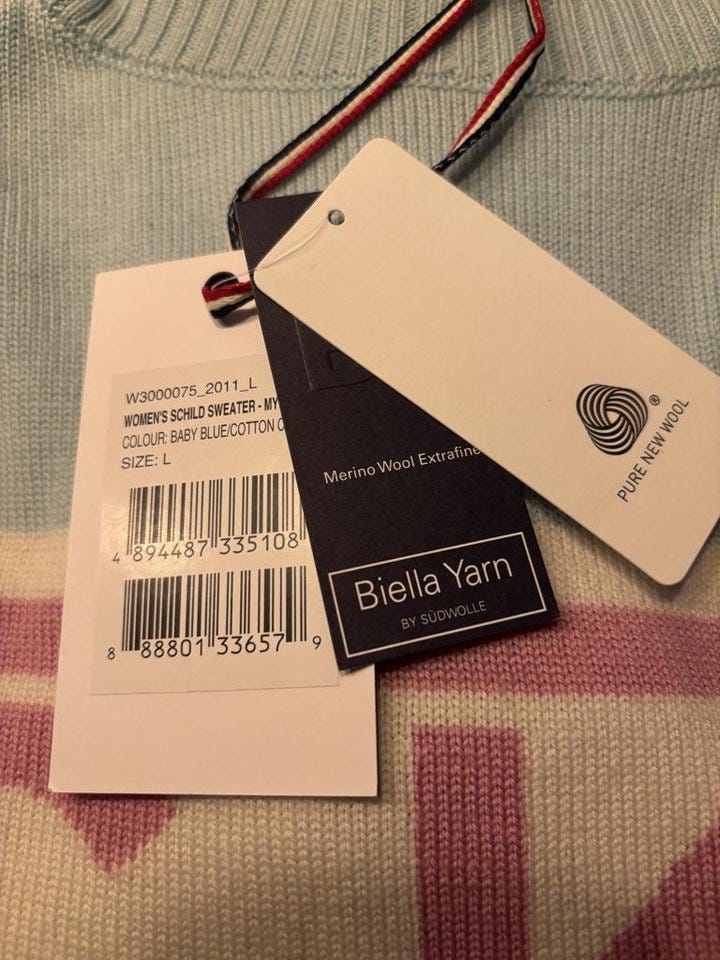 W3000075_2011_L
WOMEN'S SCHILD SWEATER - MY
COLOUR: BABY BLUE/COTTON
SIZE: L
4 894487 335108
8 88801 33657 9
Merino Wool Extrafine
Biella Yarn
BY SÜDWOLLE
®
PURE NEW WOOL